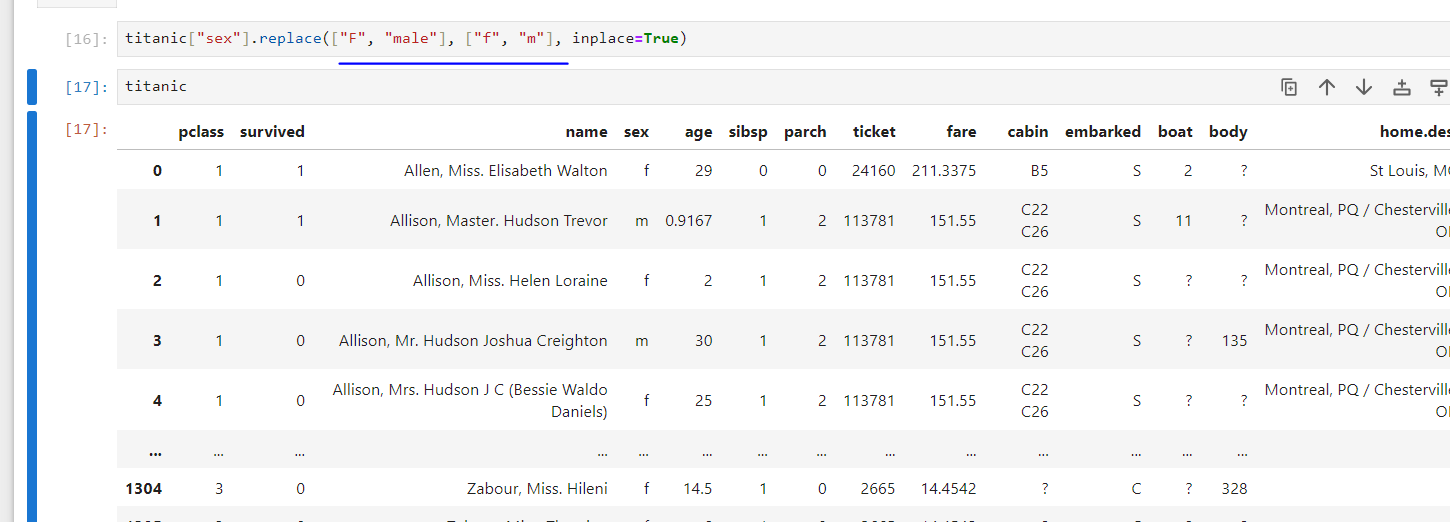 [16]: titanic["sex"].replace(["F", "male"], ["f", "m"], inplace=True)
[17]: titanic
[17]:
pclass survived name sex age sibsp parch ticket fare cabin embarked boat body home.des
0 1 1 Allen, Miss. Elisabeth Walton f 29 0 0 24160 211.3375 B5 S 2 ? St Louis, M
1 1 1 Allison, Master. Hudson Trevor m 0.9167 1 2 113781 151.55 C22 C26 S 11 ? Montreal, PQ / Chesterville
2 1 0 Allison, Miss. Helen Loraine f 2 1 2 113781 151.55 C22 C26 S ? ? Montreal, PQ / Chesterville
3 1 0 Allison, Mr. Hudson Joshua Creighton m 30 1 2 113781 151.55 C22 C26 S ? 135 Montreal, PQ / Chesterville
4 1 0 Allison, Mrs. Hudson J C (Bessie Waldo Daniels) f 25 1 2 113781 151.55 C22 C26 S ? ? Montreal, PQ / Chesterville
... ... ... ... ... ... ... ... ... ... ... ... ... ...
1304 3 0 Zabour, Miss. Hileni f 14.5 1 0 2665 14.4542 ? C ? 328